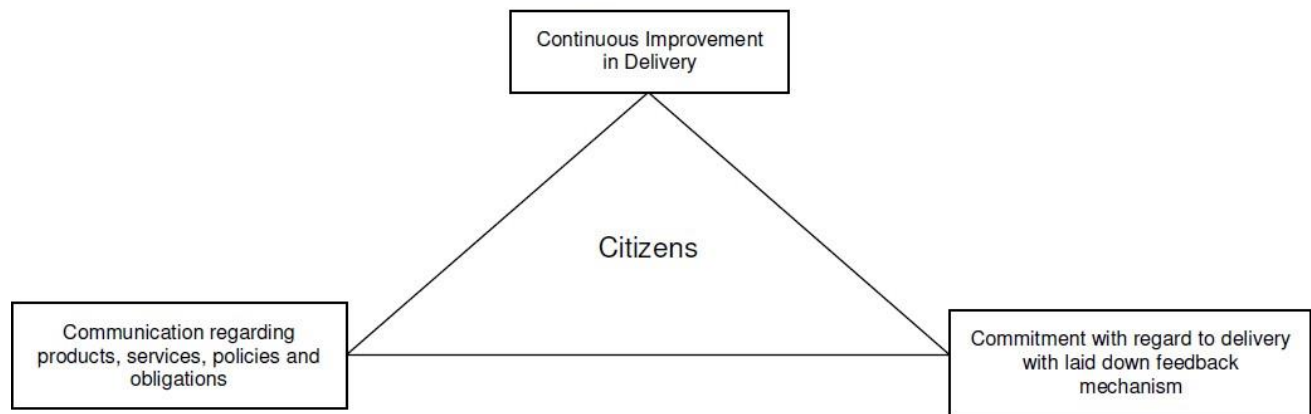 Continuous Improvement
in Delivery
Citizens
Communication regarding
products, services, policies and
obligations
Commitment with regard to delivery
with laid down feedback
mechanism